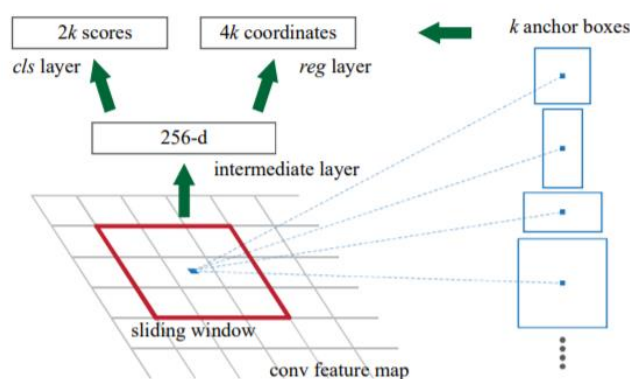 2k scores
4k coordinates
k anchor boxes
cls layer
reg layer
256-d
intermediate layer
sliding window
conv feature map